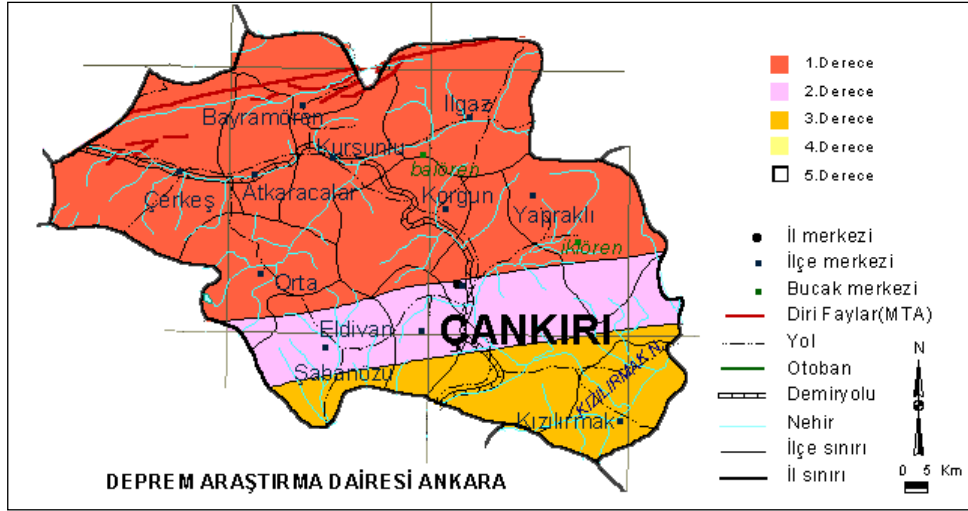 Bayramören
Ilgaz
Kurşunlu
balören
Çerkeş
Atkaracalar
Korgun
Yapraklı
ikiören
Orta
Eldivan
ÇANKIRI
Şabanözü
KIZILIRMAK N.
Kızılırmak
DEPREM ARAŞTIRMA DAİRESİ ANKARA
1.Derece
2.Derece
3.Derece
4.Derece
5.Derece
İl merkezi
İlçe merkezi
Bucak merkezi
Diri Faylar(MTA)
Yol
Otoban
Demiryolu
Nehir
İlçe sınırı
İl sınırı
N
0 5 Km